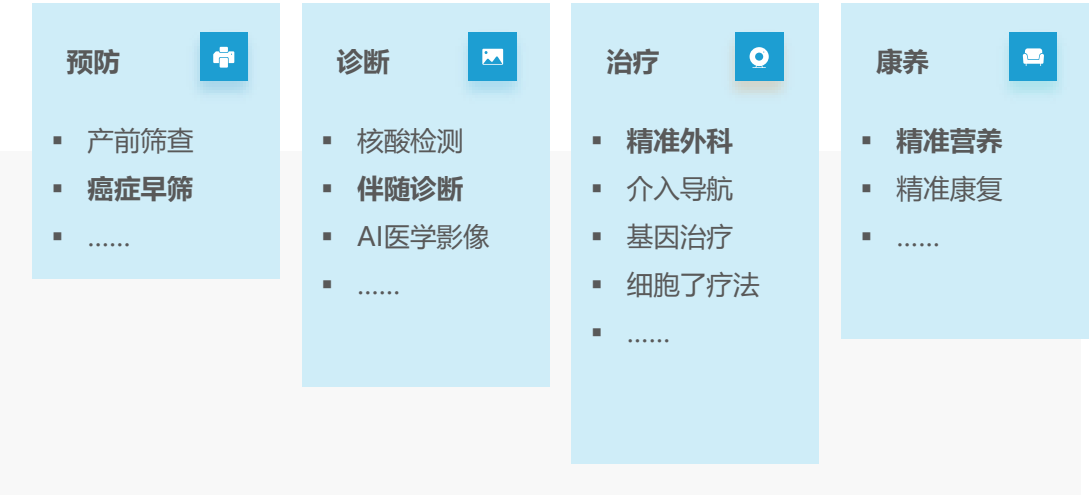 预防
产前筛查
癌症早筛
......
诊断
核酸检测
伴随诊断
AI医学影像
......
治疗
精准外科
介入导航
基因治疗
细胞了疗法
......
康养
精准营养
精准康复
......